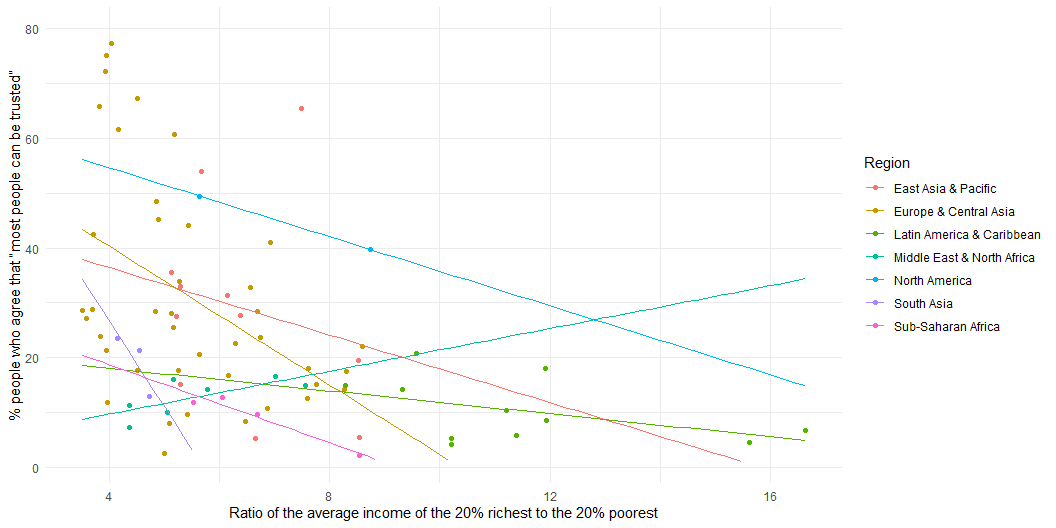 % people who agree that "most people can be trusted"
80
60
40
20
0
4
8
12
16
Ratio of the average income of the 20% richest to the 20% poorest
Region
East Asia & Pacific
Europe & Central Asia
Latin America & Caribbean
Middle East & North Africa
North America
South Asia
Sub-Saharan Africa